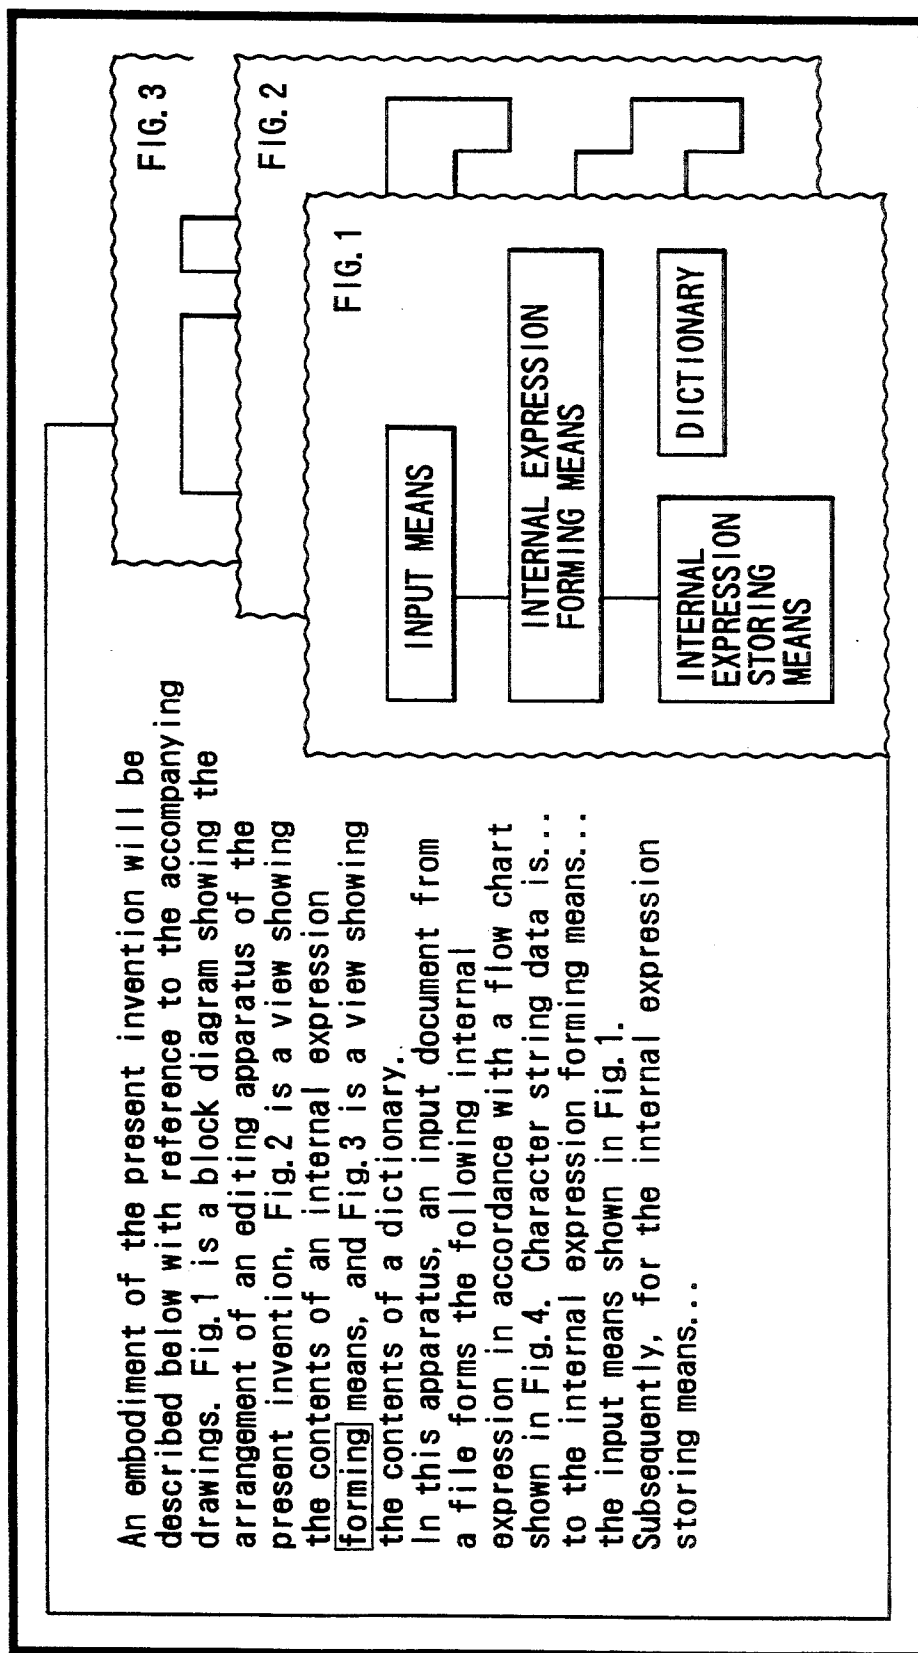 An embodiment of the present invention will be
described below with reference to the accompanying
drawings. Fig.1 is a block diagram showing the
arrangement of an editing apparatus of the
present invention, Fig.2 is a view showing
the contents of an internal expression
forming means, and Fig.3 is a view showing
the contents of a dictionary.
In this apparatus, an input document from
a file forms the following internal
expression in accordance with a flow chart
shown in Fig.4. Character string data is...
to the internal expression forming means...
the input means shown in Fig.1.
Subsequently, for the internal expression
storing means...
FIG.3
FIG.2
FIG.1
INPUT MEANS
INTERNAL EXPRESSION
FORMING MEANS
INTERNAL
EXPRESSION
STORING
MEANS
DICTIONARY